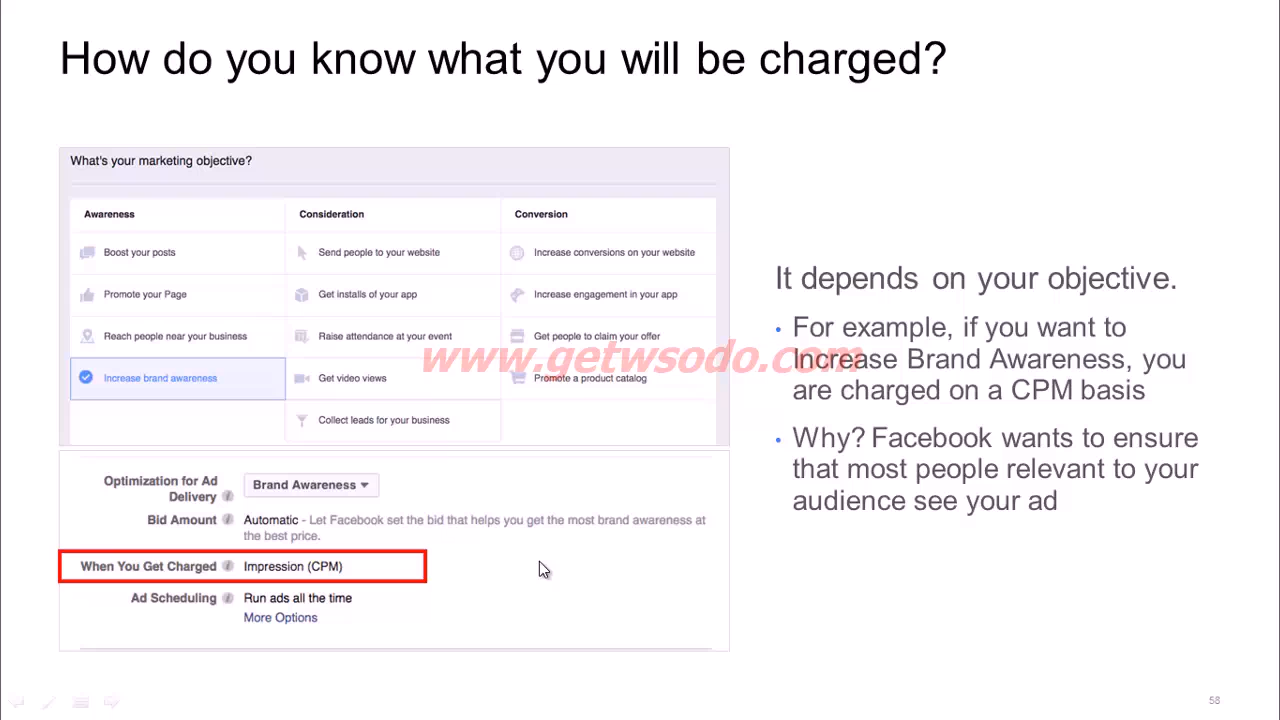 How do you know what you will be charged?
What's your marketing objective?
Awareness
Consideration
Conversion
Boost your posts
Send people to your website
Increase conversions on your website
Promote your Page
Get installs of your app
Increase engagement in your app
Reach people near your business
Raise attendance at your event
Get people to claim your offer
Increase brand awareness
Get video views
Promote a product catalog
Collect leads for your business
Optimization for Ad
Delivery
Brand Awareness
Bid Amount
Automatic - Let Facebook set the bid that helps you get the most brand awareness at
the best price.
When You Get Charged
Impression (CPM)
Ad Scheduling
Run ads all the time
More Options
It depends on your objective.
• For example, if you want to
Increase Brand Awareness, you
are charged on a CPM basis
• Why? Facebook wants to ensure
that most people relevant to your
audience see your ad
www.getwsodo.com
58